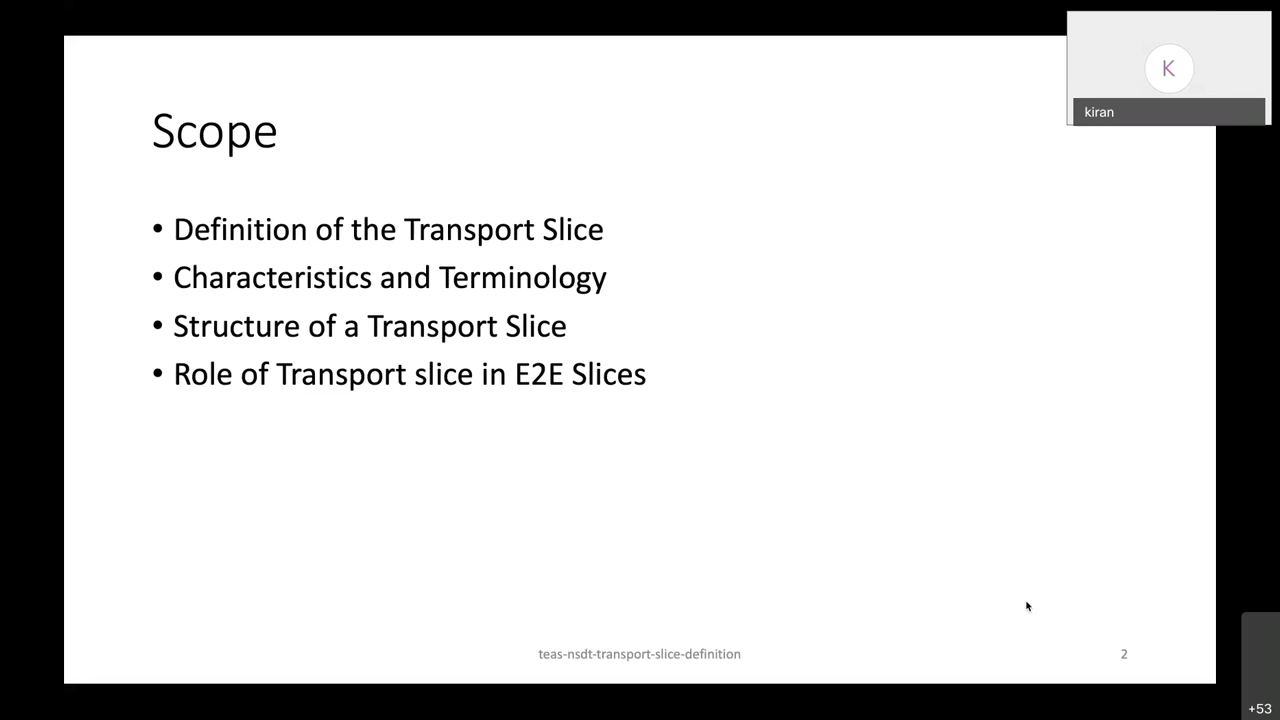 K
kiran
Scope
• Definition of the Transport Slice
• Characteristics and Terminology
• Structure of a Transport Slice
• Role of Transport slice in E2E Slices
teas-nsdt-transport-slice-definition
2
+53